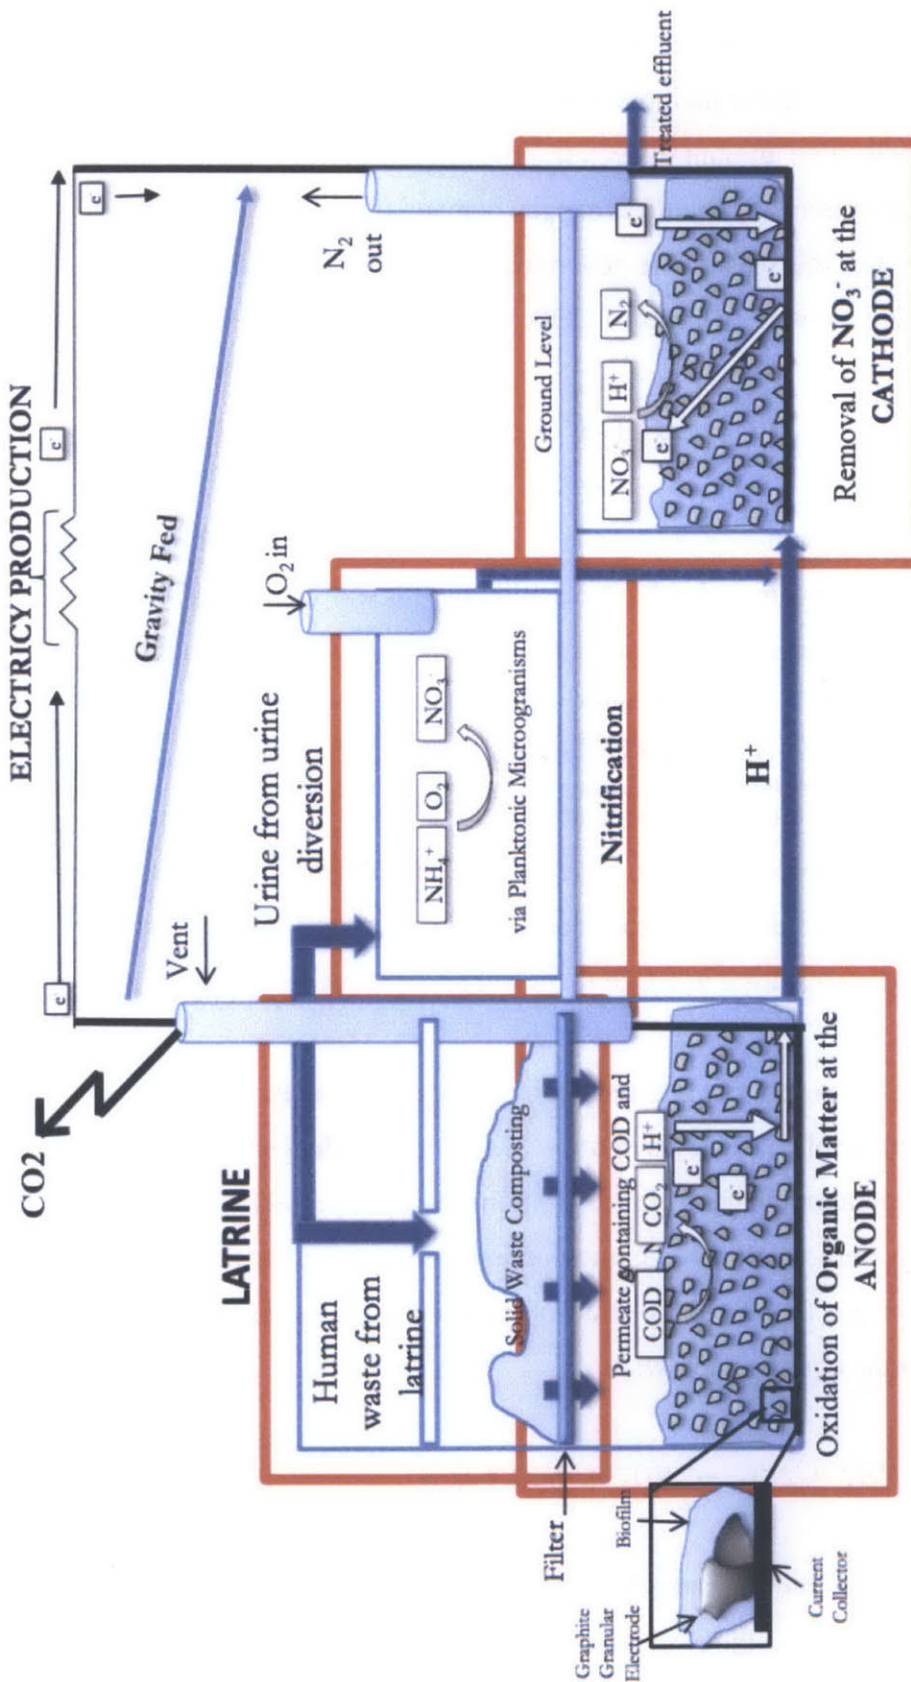 ELECTRICY PRODUCTION
e-
e-
e-
CO2
Vent
Gravity Fed
N2
out
LATRINE
Urine from urine
diversion
O2 in
Human
waste from
latrine
NH4+
O2
NO3-
via Planktonic Microogranisms
Solid Waste Composting
Filter
Ground Level
Nitrification
Treated effluent
Permeate containing COD and
COD
CO2
H+
e-
e-
NO3-
H+
N2
e-
e-
e-
H+
Graphite
Granular
Electrode
Biofilm
Current
Collector
Oxidation of Organic Matter at the
ANODE
Removal of NO3- at the
CATHODE